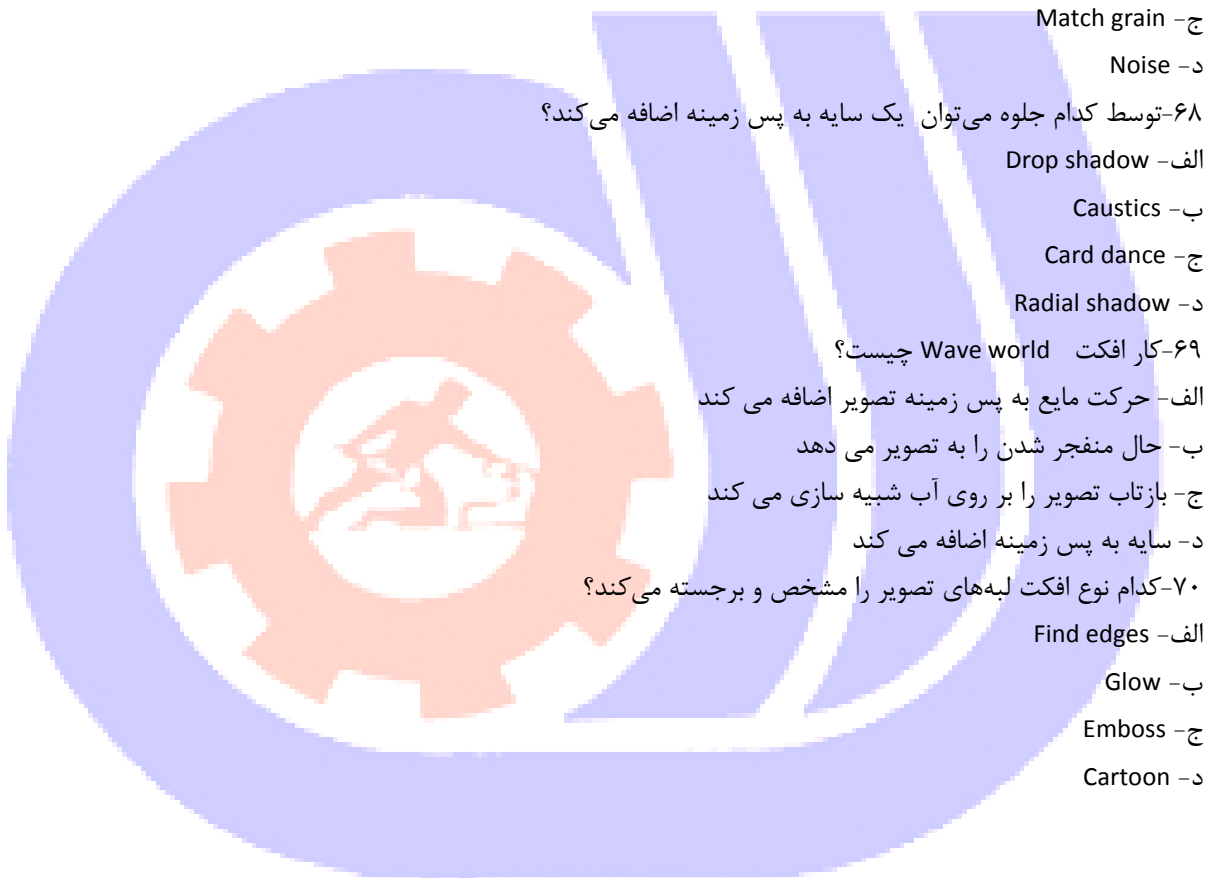 ج- Match grain
د- Noise
۶۸-توسط کدام جلوه می‌توان یک سایه به پس زمینه اضافه می‌کند؟
الف- Drop shadow
ب- Caustics
ج- Card dance
د- Radial shadow
۶۹-کار افکت Wave world چیست؟
الف- حرکت مایع به پس زمینه تصویر اضافه می کند
ب- حال منفجر شدن را به تصویر می دهد
ج- بازتاب تصویر را بر روی آب شبیه سازی می کند
د- سایه به پس زمینه اضافه می کند
۷۰-کدام نوع افکت لبه‌های تصویر را مشخص و برجسته می‌کند؟
الف- Find edges
ب- Glow
ج- Emboss
د- Cartoon